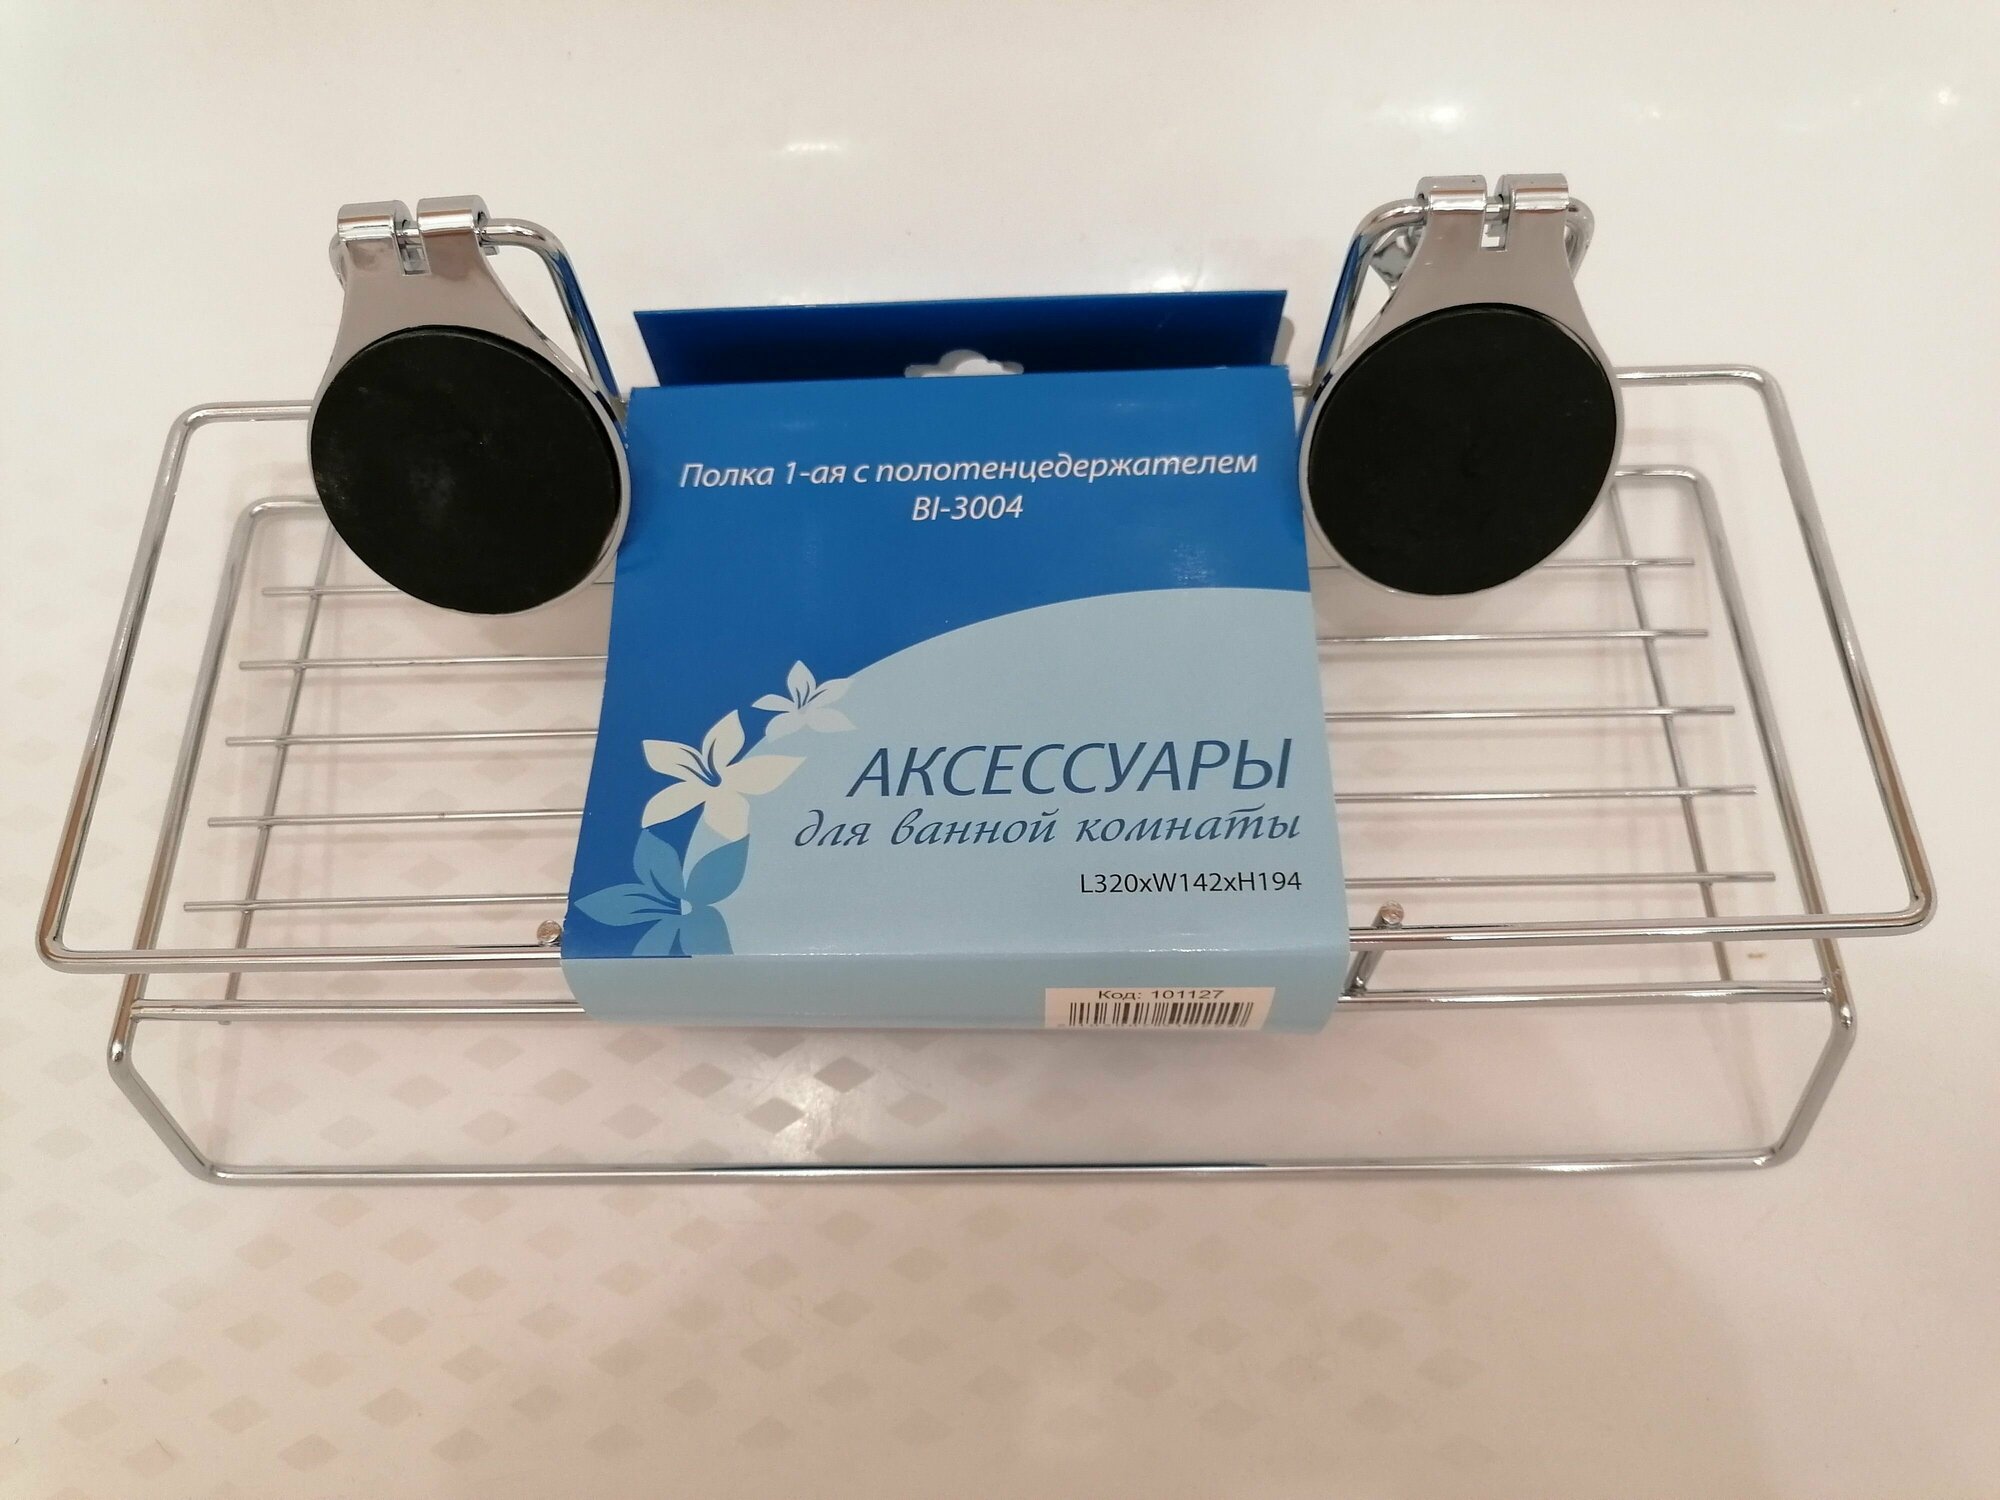 Полка 1-ая с полотенцедержателем
BI-3004
АКСЕССУАРЫ
для ванной комнаты
L320xW142xH194
Код: 101127